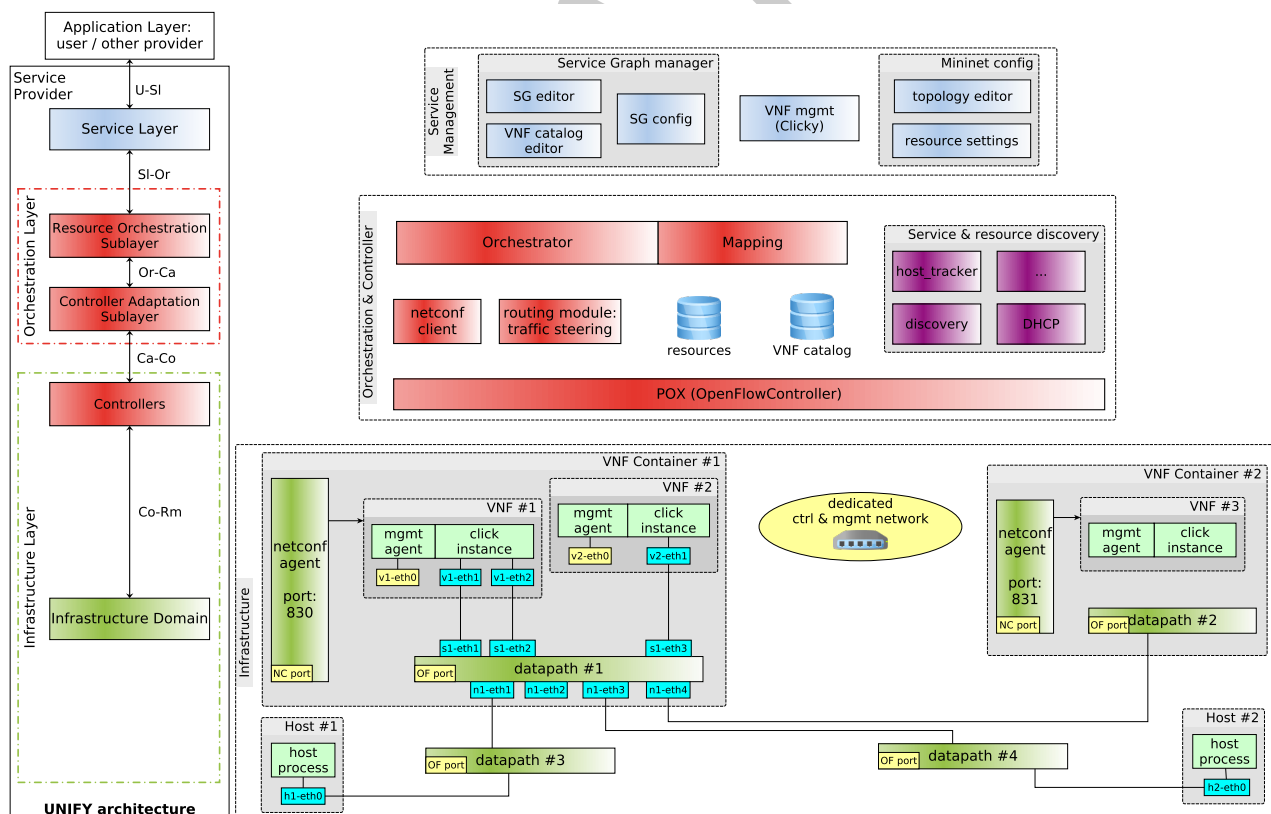 Application Layer:
user / other provider
Service
Provider
U-Sl
Service Layer
Sl-Or
Orchestration Layer
Resource Orchestration
Sublayer
Or-Ca
Controller Adaptation
Sublayer
Ca-Co
Infrastructure Layer
Controllers
Co-Rm
Infrastructure Domain
UNIFY architecture
Service
Management
Service Graph manager
SG editor
VNF catalog
editor
SG config
VNF mgmt
(Clicky)
Mininet config
topology editor
resource settings
Orchestration & Controller
Orchestrator
Mapping
netconf
client
routing module:
traffic steering
resources
VNF catalog
Service & resource discovery
host_tracker
...
discovery
DHCP
POX (OpenFlowController)
Infrastructure
VNF Container #1
netconf
agent
port:
830
NC port
VNF #1
mgmt
agent
click
instance
v1-eth0
v1-eth1
v1-eth2
VNF #2
mgmt
agent
click
instance
v2-eth0
v2-eth1
s1-eth1
s1-eth2
s1-eth3
OF port
datapath #1
n1-eth1
n1-eth2
n1-eth3
n1-eth4
dedicated
ctrl & mgmt network
VNF Container #2
netconf
agent
port:
831
NC port
VNF #3
mgmt
agent
click
instance
OF port
datapath #2
Host #1
host
process
h1-eth0
OF port
datapath #3
OF port
datapath #4
Host #2
host
process
h2-eth0